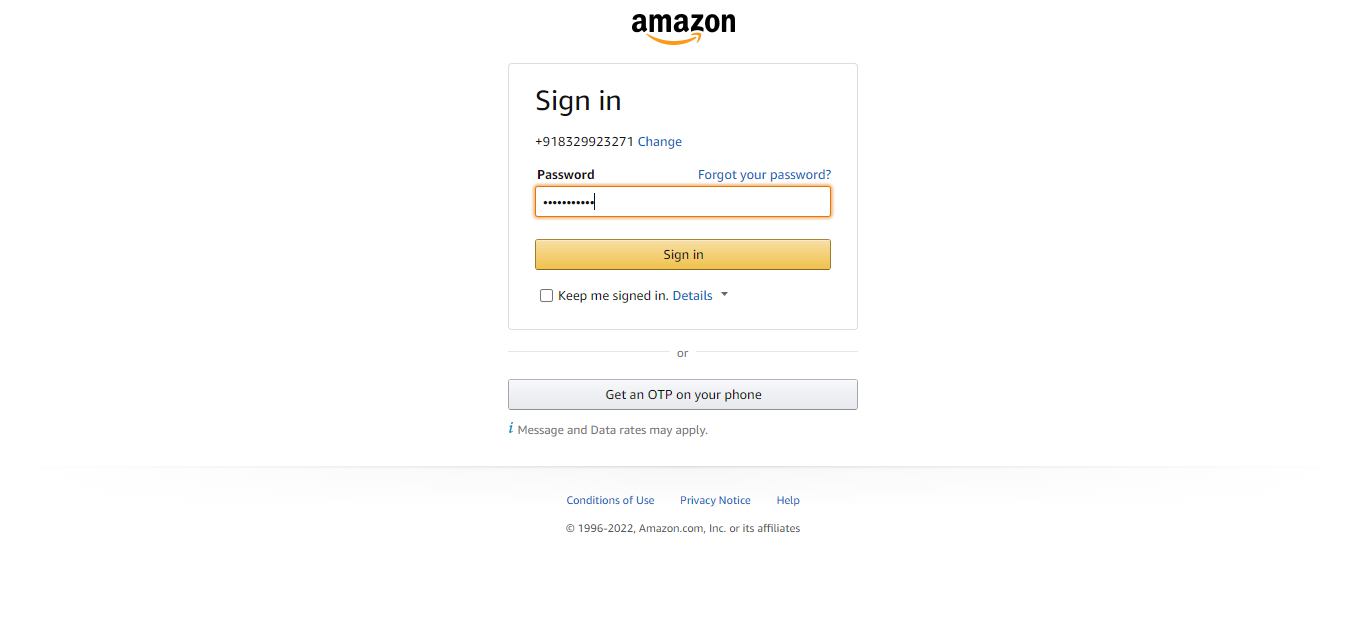 amazon
Sign in
+918329923271 Change
Password Forgot your password?
•••••••••••
Sign in
Keep me signed in. Details
or
Get an OTP on your phone
i Message and Data rates may apply.
Conditions of Use Privacy Notice Help
© 1996-2022, Amazon.com, Inc. or its affiliates